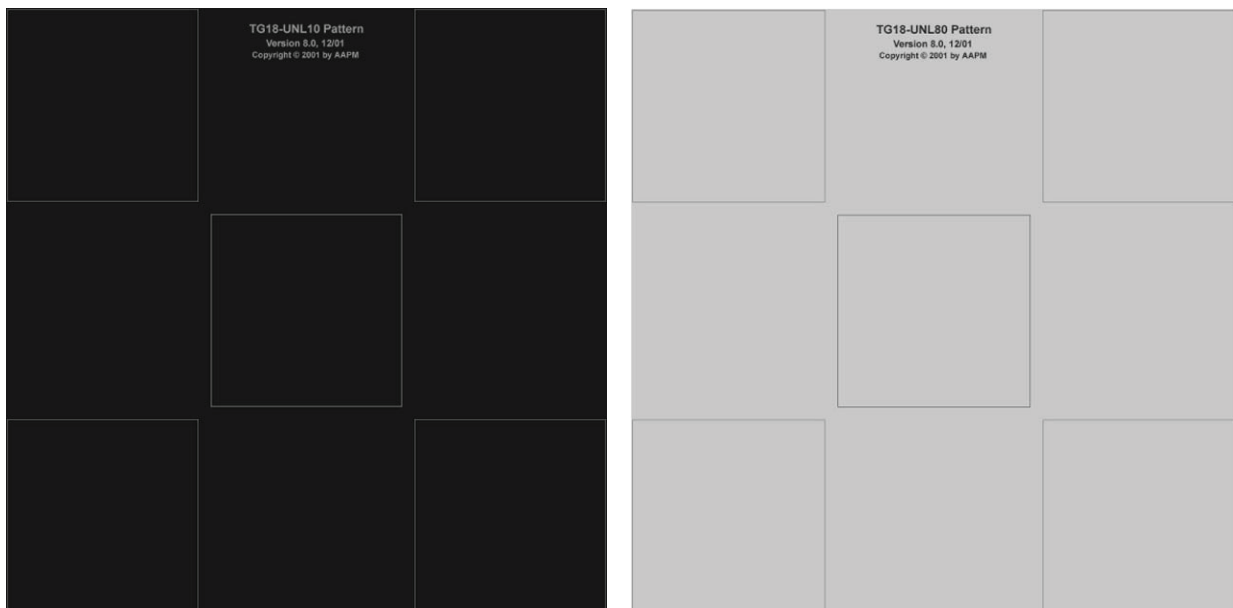 TG18-UNL10 Pattern
Version 8.0, 12/01
Copyright © 2001 by AAPM
TG18-UNL80 Pattern
Version 8.0, 12/01
Copyright © 2001 by AAPM